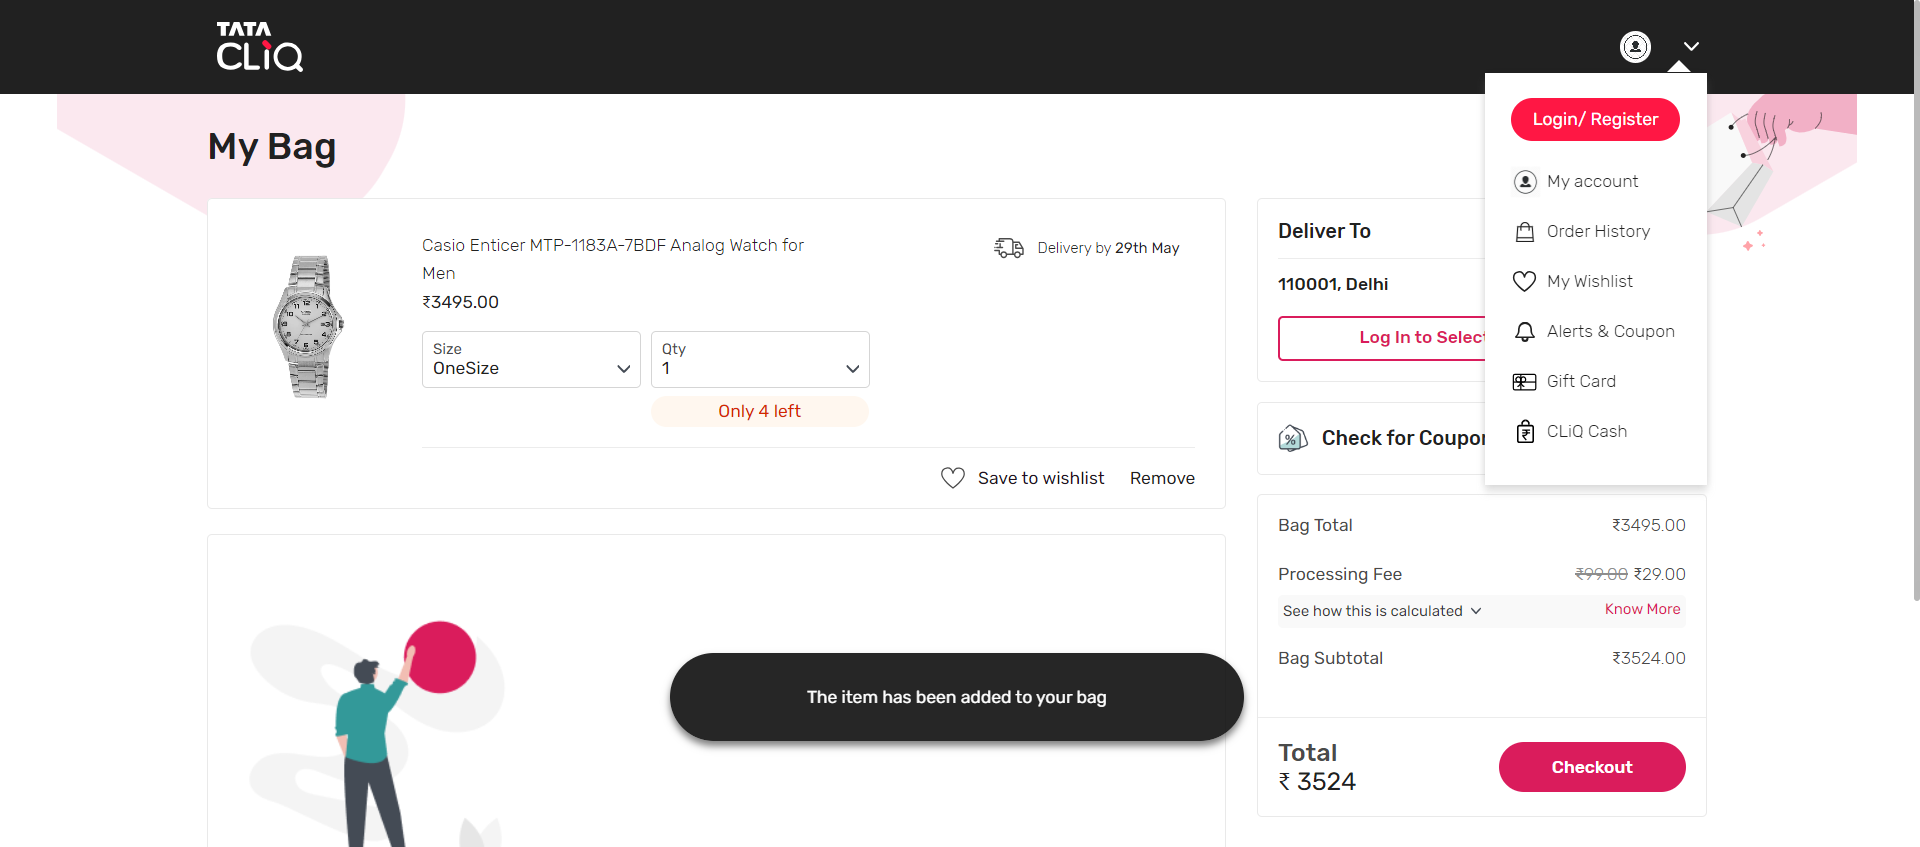 TATA
CLiQ
Login/ Register
My account
Order History
My Wishlist
Alerts & Coupon
Gift Card
CLiQ Cash
My Bag
Casio Enticer MTP-1183A-7BDF Analog Watch for
Men
₹3495.00
Delivery by 29th May
Size
OneSize
Qty
1
Only 4 left
Save to wishlist
Remove
Deliver To
110001, Delhi
Log In to Select
Check for Coupon
Bag Total
₹3495.00
Processing Fee
₹99.00 ₹29.00
See how this is calculated
Know More
Bag Subtotal
₹3524.00
Total
₹ 3524
Checkout
The item has been added to your bag